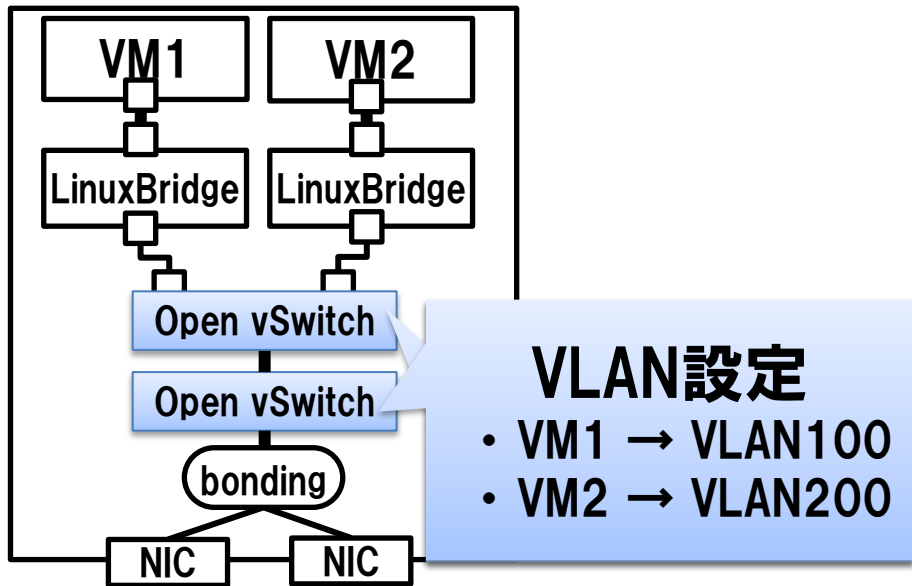 VM1
VM2
LinuxBridge
LinuxBridge
Open vSwitch
Open vSwitch
VLAN設定
• VM1 → VLAN100
• VM2 → VLAN200
bonding
NIC
NIC